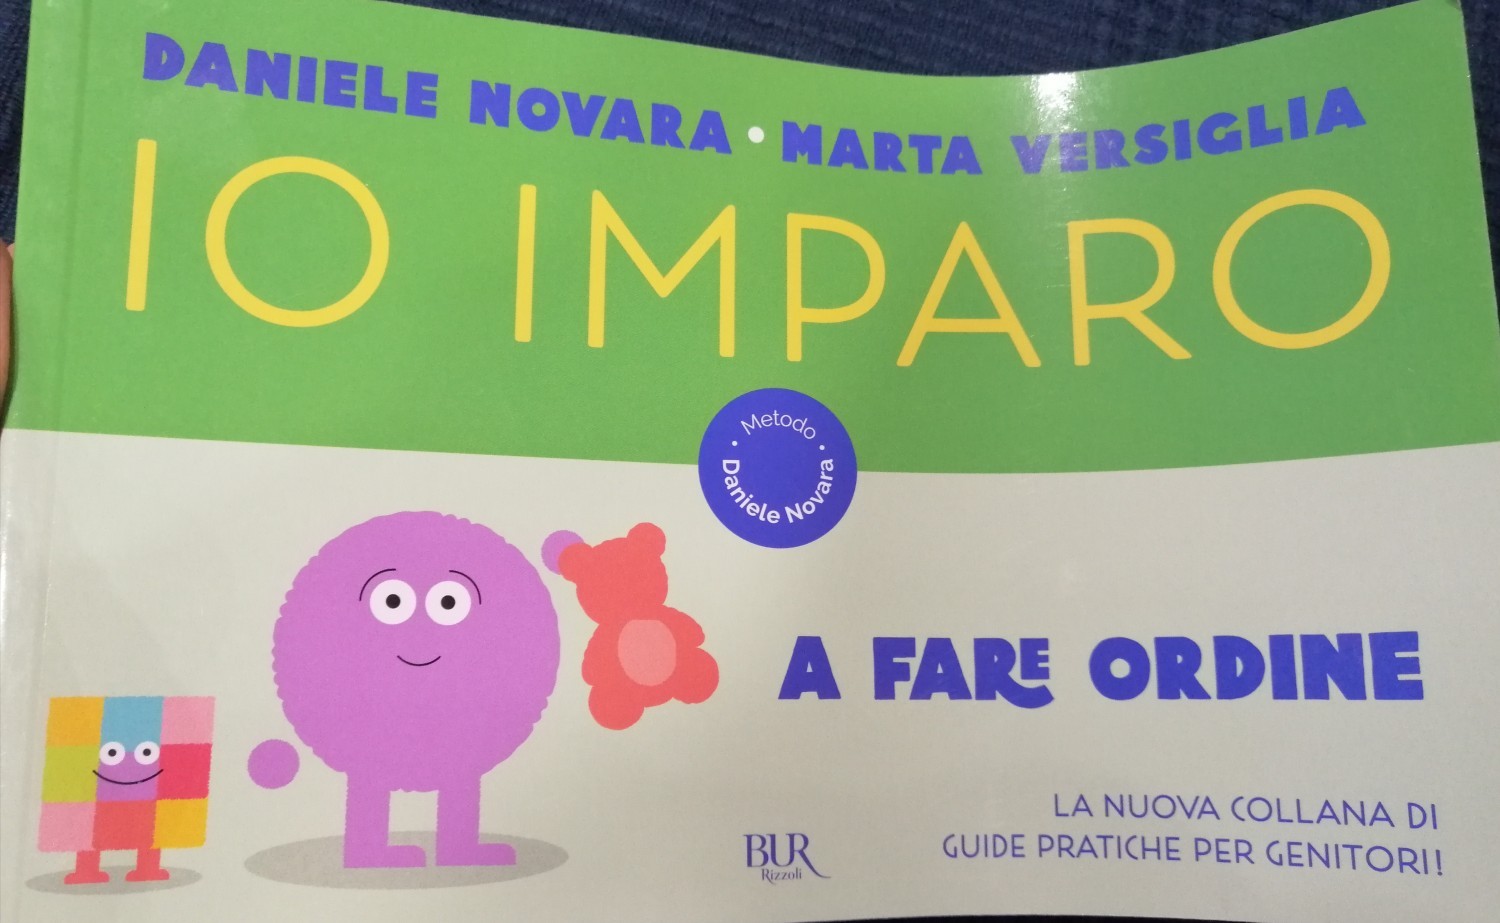 DANIELE NOVARA • MARTA VERSIGLIA
IO IMPARO
• Metodo •
Daniele Novara
A FARE ORDINE
LA NUOVA COLLANA DI
GUIDE PRATICHE PER GENITORI!
BUR
Rizzoli